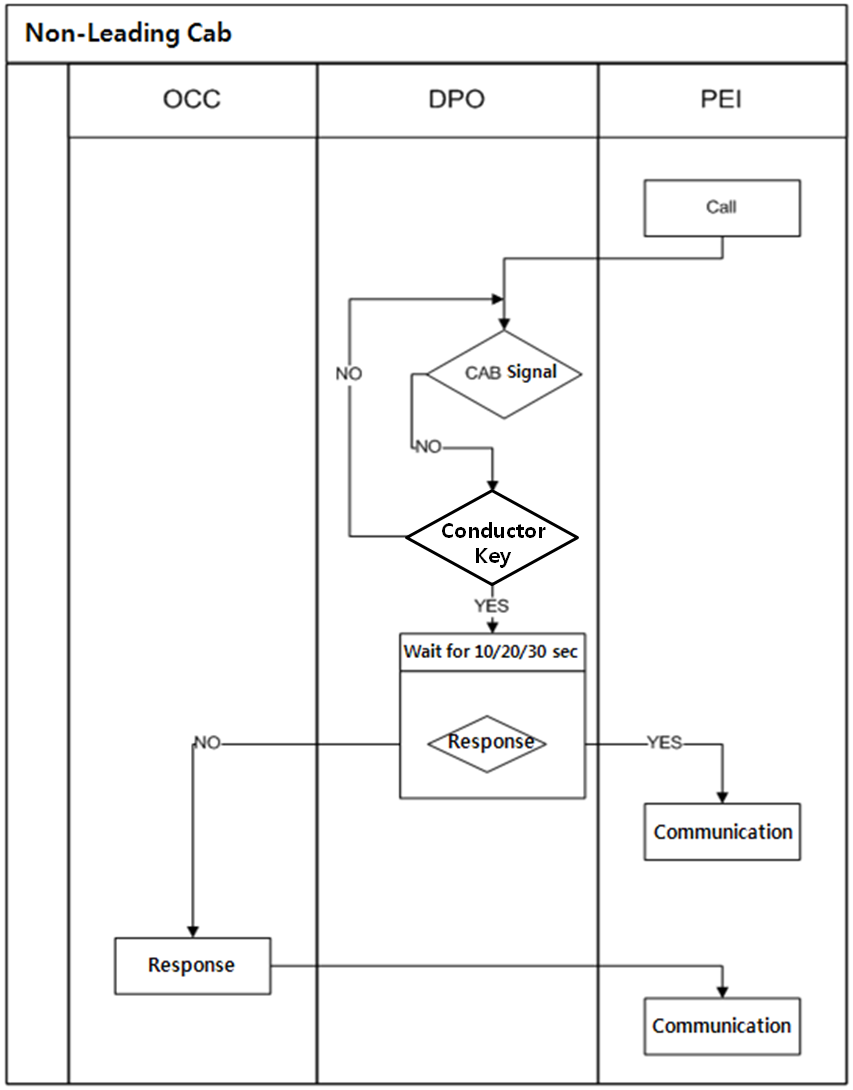 Non-Leading Cab
OCC
DPO
PEI
Call
CAB Signal
NO
NO
Conductor
Key
YES
Wait for 10/20/30 sec
Response
NO
YES
Communication
Response
Communication